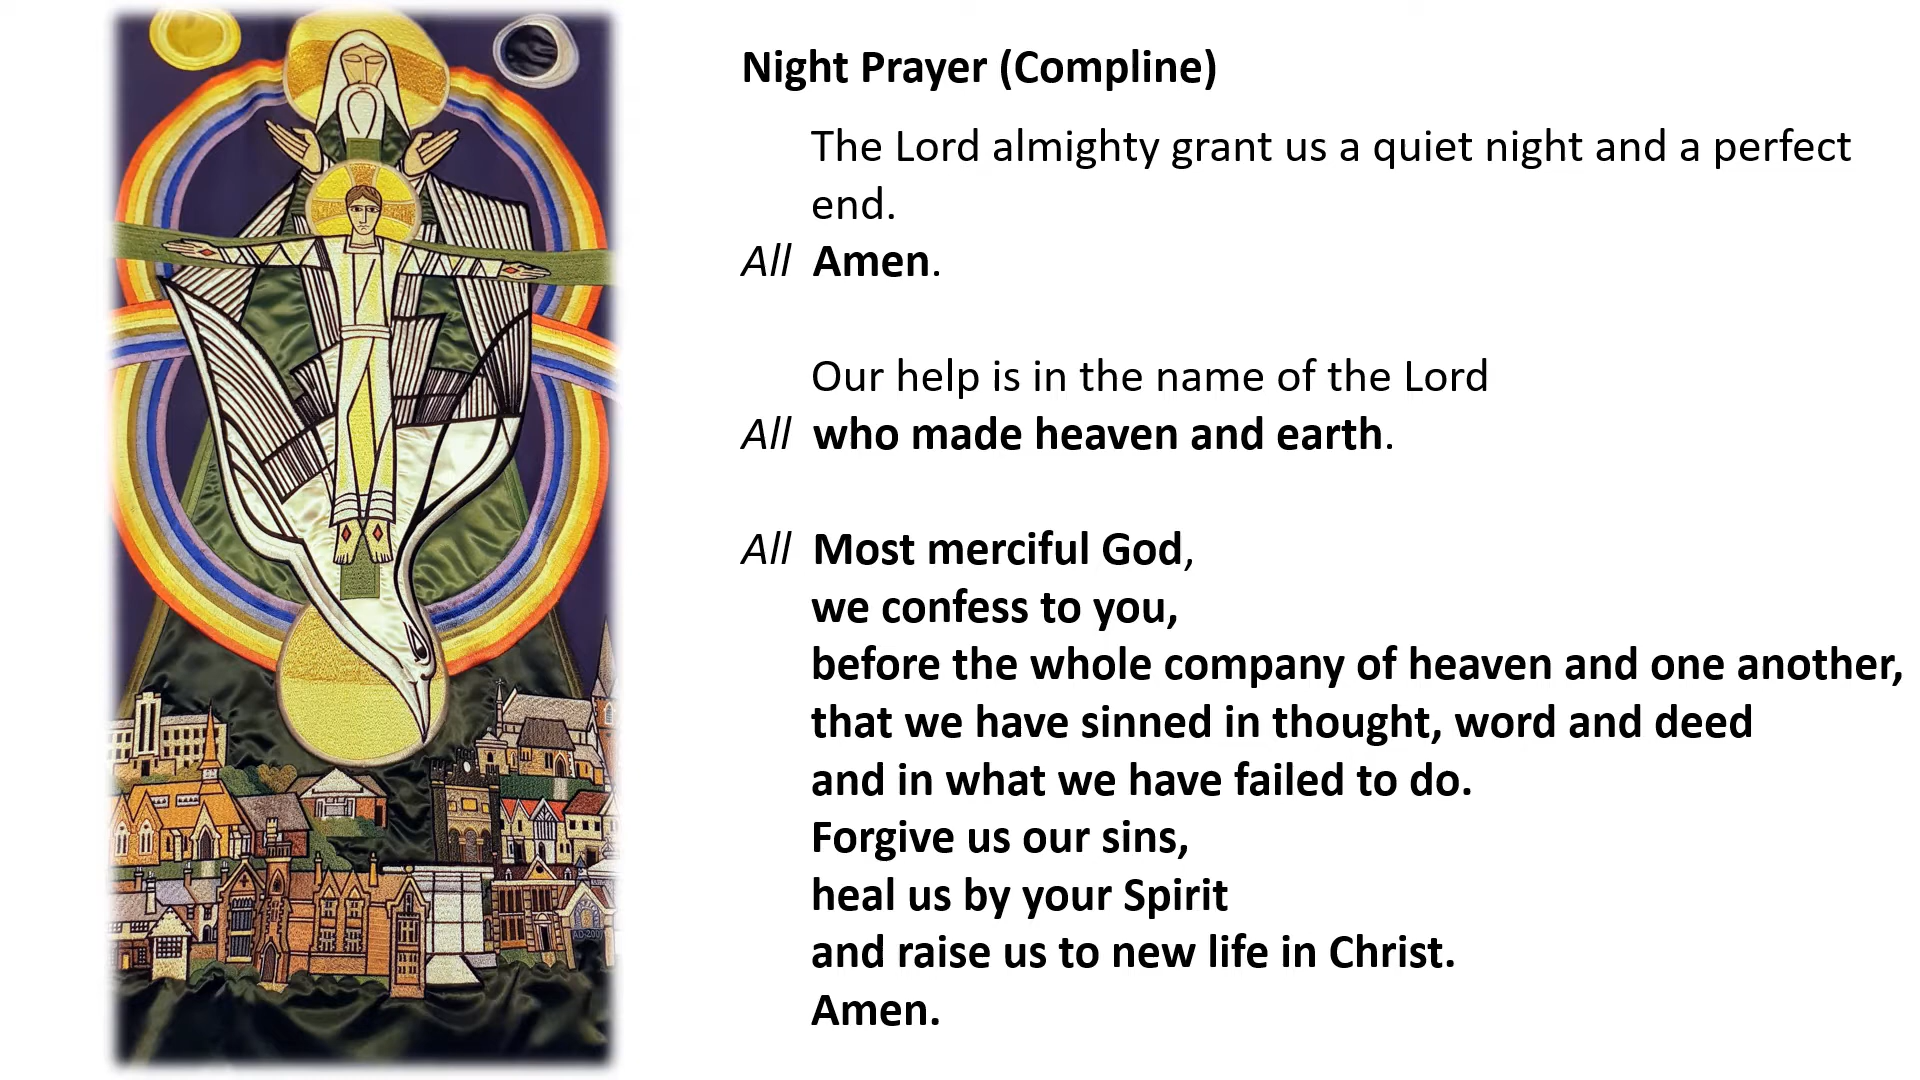 Night Prayer (Compline)
The Lord almighty grant us a quiet night and a perfect
end.
All Amen.
Our help is in the name of the Lord
All who made heaven and earth.
All Most merciful God,
we confess to you,
before the whole company of heaven and one another,
that we have sinned in thought, word and deed
and in what we have failed to do.
Forgive us our sins,
heal us by your Spirit
and raise us to new life in Christ.
Amen.